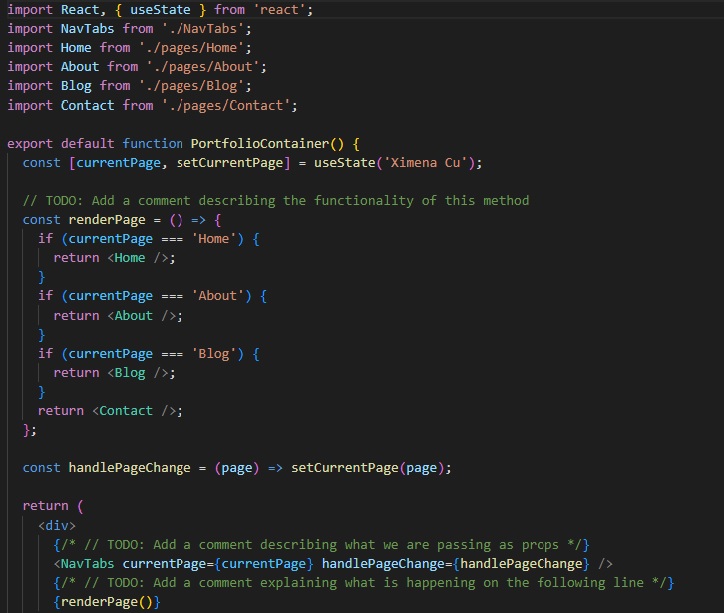 import React, { useState } from 'react';
import NavTabs from './NavTabs';
import Home from './pages/Home';
import About from './pages/About';
import Blog from './pages/Blog';
import Contact from './pages/Contact';

export default function PortfolioContainer() {
  const [currentPage, setCurrentPage] = useState('Ximena Cu');

  // TODO: Add a comment describing the functionality of this method
  const renderPage = () => {
    if (currentPage === 'Home') {
      return <Home />;
    }
    if (currentPage === 'About') {
      return <About />;
    }
    if (currentPage === 'Blog') {
      return <Blog />;
    }
    return <Contact />;
  };

  const handlePageChange = (page) => setCurrentPage(page);

  return (
    <div>
      {/* // TODO: Add a comment describing what we are passing as props */}
      <NavTabs currentPage={currentPage} handlePageChange={handlePageChange} />
      {/* // TODO: Add a comment explaining what is happening on the following line */}
      {renderPage()}